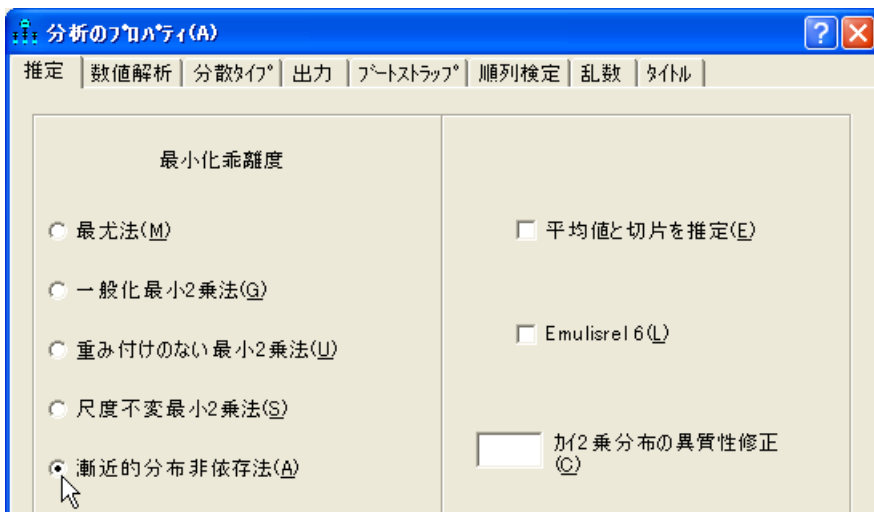 分析のﾌﾟﾛﾊﾟﾃｨ(A)
推定 数値解析 分散ﾀｲﾌﾟ 出力 ﾌﾞｰﾄｽﾄﾗｯﾌﾟ 順列検定 乱数 ﾀｲﾄﾙ
最小化乖離度
最尤法(M)
一般化最小2乗法(G)
重み付けのない最小2乗法(U)
尺度不変最小2乗法(S)
漸近的分布非依存法(A)
平均値と切片を推定(E)
Emulisrel 6(L)
ｶｲ2乗分布の異質性修正
(C)